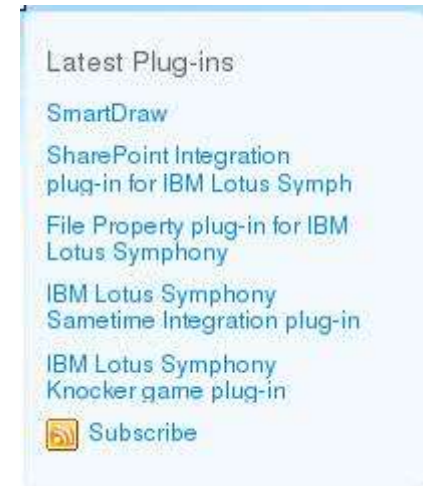 Latest Plug-ins
SmartDraw
SharePoint Integration
plug-in for IBM Lotus Symph
File Property plug-in for IBM
Lotus Symphony
IBM Lotus Symphony
Sametime Integration plug-in
IBM Lotus Symphony
Knocker game plug-in
Subscribe